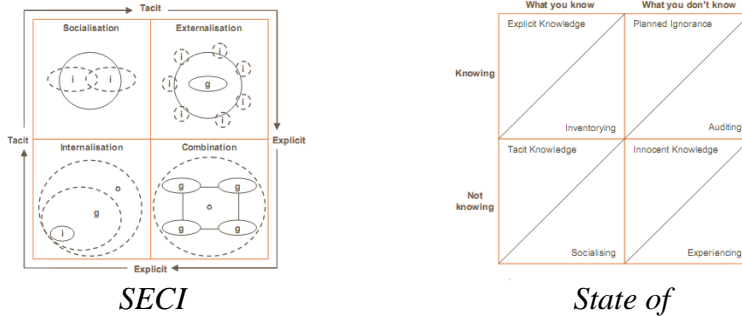 Tacit
Socialisation
Externalisation
i
i
i
i
i
i
i
i
i
g
Tacit
Explicit
Internalisation
Combination
o
g
i
g
g
o
g
g
Explicit
SECI
What you know
What you don't know
Explicit Knowledge
Planned Ignorance
Knowing
Inventorying
Auditing
Tacit Knowledge
Innocent Knowledge
Not
knowing
Socialising
Experiencing
State of